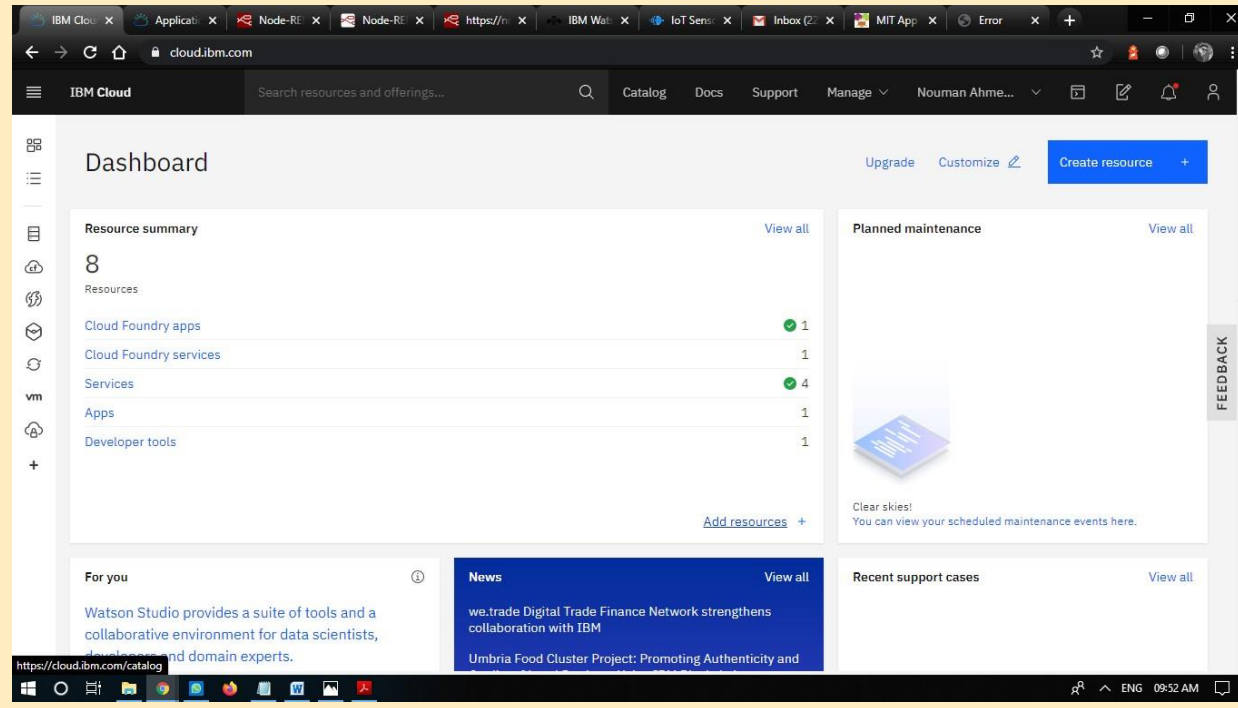 IBM Clou
Applicati
Node-RE
Node-RE
https://n
IBM Wat
IoT Sens
Inbox (22
MIT App
Error
cloud.ibm.com
IBM Cloud
Search resources and offerings...
Catalog
Docs
Support
Manage
Nouman Ahme...
Dashboard
Upgrade
Customize
Create resource +
Resource summary
View all
8
Resources
Cloud Foundry apps 1
Cloud Foundry services 1
Services 4
Apps 1
Developer tools 1
Add resources +
Planned maintenance
View all
Clear skies!
You can view your scheduled maintenance events here.
cf
vm
A
+
FEEDBACK
For you
Watson Studio provides a suite of tools and a
collaborative environment for data scientists,
developers and domain experts.
News
View all
we.trade Digital Trade Finance Network strengthens
collaboration with IBM
Umbria Food Cluster Project: Promoting Authenticity and
Recent support cases
View all
https://cloud.ibm.com/catalog
ENG 09:52 AM